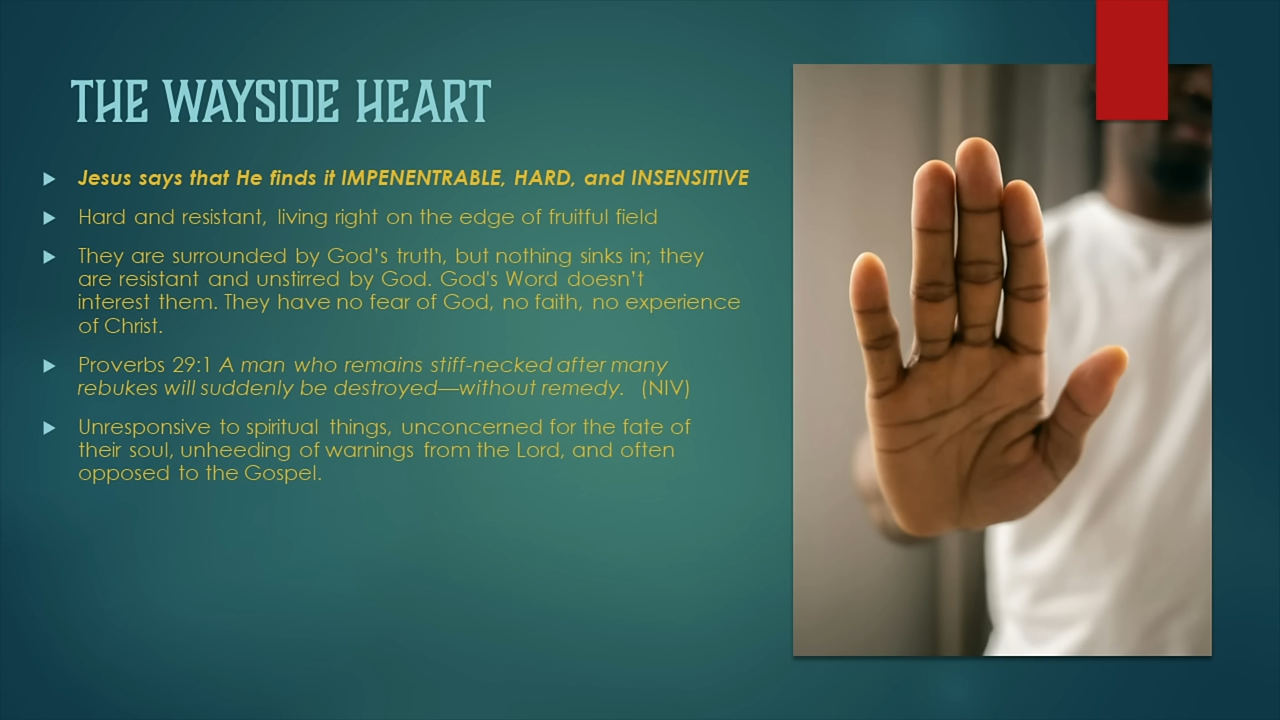 THE WAYSIDE HEART
Jesus says that He finds it IMPENENTRABLE, HARD, and INSENSITIVE
Hard and resistant, living right on the edge of fruitful field
They are surrounded by God’s truth, but nothing sinks in; they
are resistant and unstirred by God. God's Word doesn’t
interest them. They have no fear of God, no faith, no experience
of Christ.
Proverbs 29:1 A man who remains stiff-necked after many
rebukes will suddenly be destroyed—without remedy. (NIV)
Unresponsive to spiritual things, unconcerned for the fate of
their soul, unheeding of warnings from the Lord, and often
opposed to the Gospel.